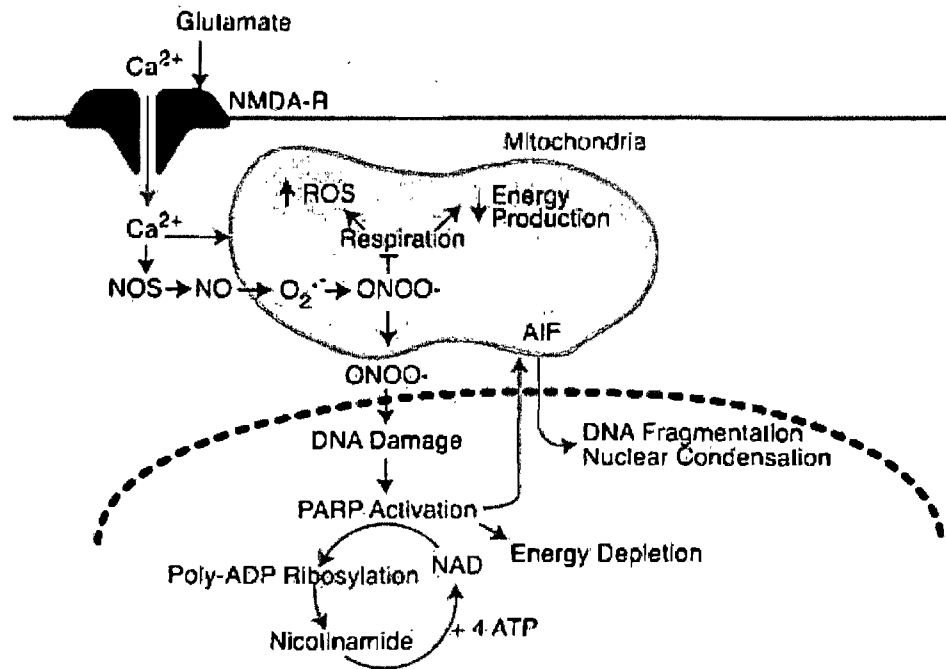 Glutamate
Ca2+
NMDA-R
Mitochondria
↑ ROS
↓ Energy
Production
Ca2+
Respiration
NOS → NO → O2•- → ONOO-
AIF
ONOO-
DNA Damage
DNA Fragmentation
Nuclear Condensation
PARP Activation
Energy Depletion
Poly-ADP Ribosylation
NAD
Nicotinamide
+ 4 ATP